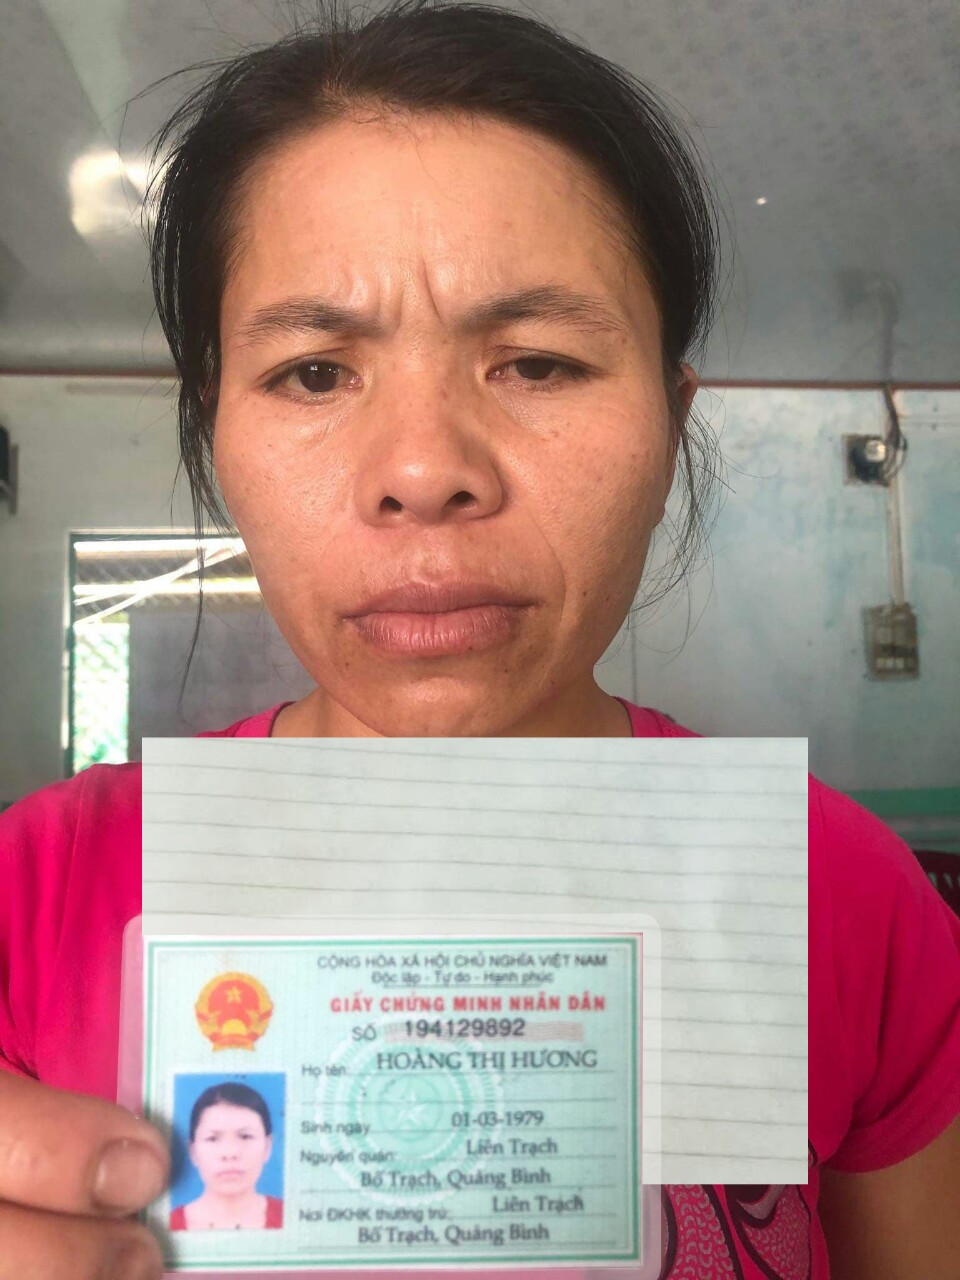 CỘNG HÒA XÃ HỘI CHỦ NGHĨA VIỆT NAM
Độc lập - Tự do - Hạnh phúc
GIẤY CHỨNG MINH NHÂN DÂN
SỐ 194129892
Họ tên: HOÀNG THỊ HƯƠNG
Sinh ngày 01-03-1979
Nguyên quán: Liên Trạch
Bố Trạch, Quảng Bình
Nơi ĐKHK thường trú: Liên Trạch
Bố Trạch, Quảng Bình